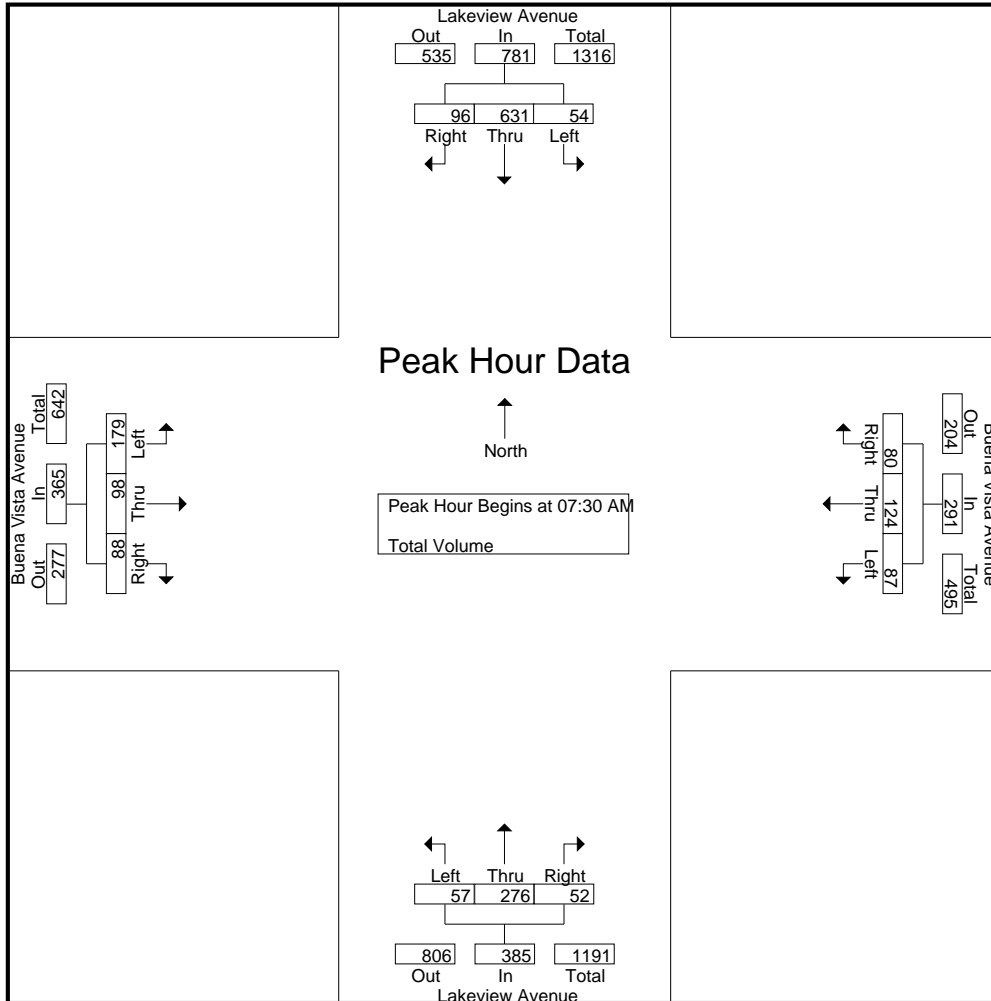 Lakeview Avenue
Out In Total
535 781 1316
96 631 54
Right Thru Left
Peak Hour Data
North
Peak Hour Begins at 07:30 AM
Total Volume
Buena Vista Avenue
Total In Out
642 365 277
179 98 88
Left Thru Right
Buena Vista Avenue
Out In Total
204 291 495
80 124 87
Right Thru Left
Left Thru Right
57 276 52
806 385 1191
Out In Total
Lakeview Avenue